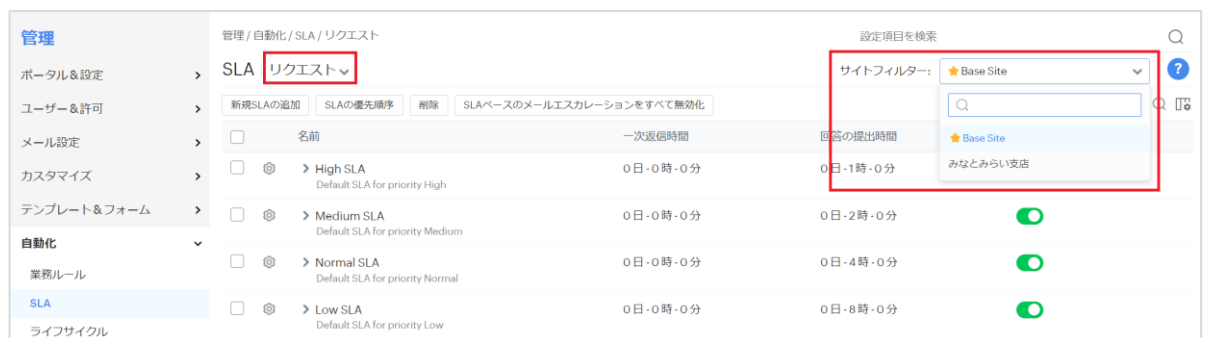 管理
ポータル&設定
ユーザー&許可
メール設定
カスタマイズ
テンプレート&フォーム
自動化
業務ルール
SLA
ライフサイクル
管理 / 自動化 / SLA / リクエスト
設定項目を検索
SLA リクエスト
サイトフィルター: Base Site
?
新規SLAの追加 SLAの優先順序 削除 SLAベースのメールエスカレーションをすべて無効化
Base Site
みなとみらい支店
名前 一次返信時間 回答の提出時間
High SLA 0日-0時-0分 0日-1時-0分
Default SLA for priority High
Medium SLA 0日-0時-0分 0日-2時-0分
Default SLA for priority Medium
Normal SLA 0日-0時-0分 0日-4時-0分
Default SLA for priority Normal
Low SLA 0日-0時-0分 0日-8時-0分
Default SLA for priority Low